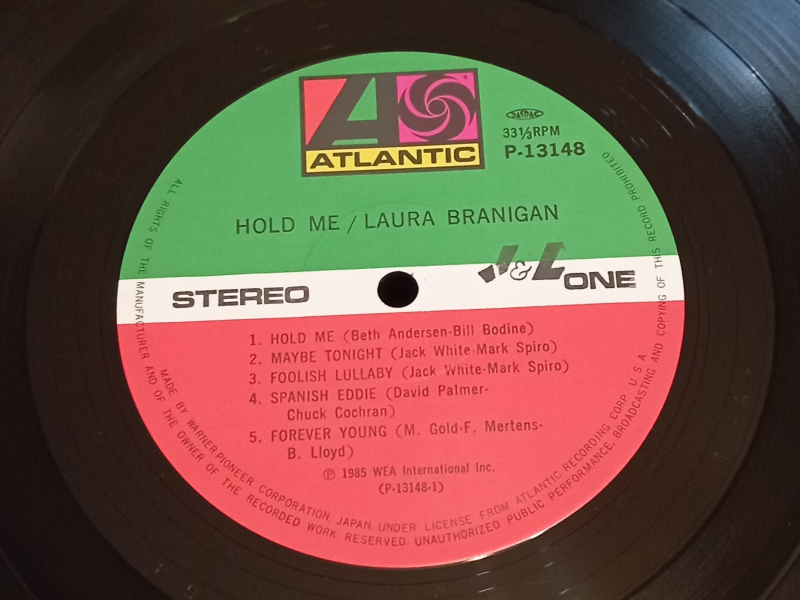 ATLANTIC
JASRAC
33⅓RPM
P-13148
HOLD ME / LAURA BRANIGAN
STEREO
J&L ONE
1. HOLD ME (Beth Andersen-Bill Bodine)
2. MAYBE TONIGHT (Jack White-Mark Spiro)
3. FOOLISH LULLABY (Jack White-Mark Spiro)
4. SPANISH EDDIE (David Palmer-
Chuck Cochran)
5. FOREVER YOUNG (M. Gold-F. Mertens-
B. Lloyd)
Ⓟ 1985 WEA International Inc.
(P-13148-1)
MADE BY WARNER-PIONEER CORPORATION, JAPAN, UNDER LICENSE FROM ATLANTIC RECORDING CORP. U.S.A.
ALL RIGHTS OF THE MANUFACTURER AND OF THE OWNER OF THE RECORDED WORK RESERVED. UNAUTHORIZED PUBLIC PERFORMANCE, BROADCASTING AND COPYING OF THIS RECORD PROHIBITED